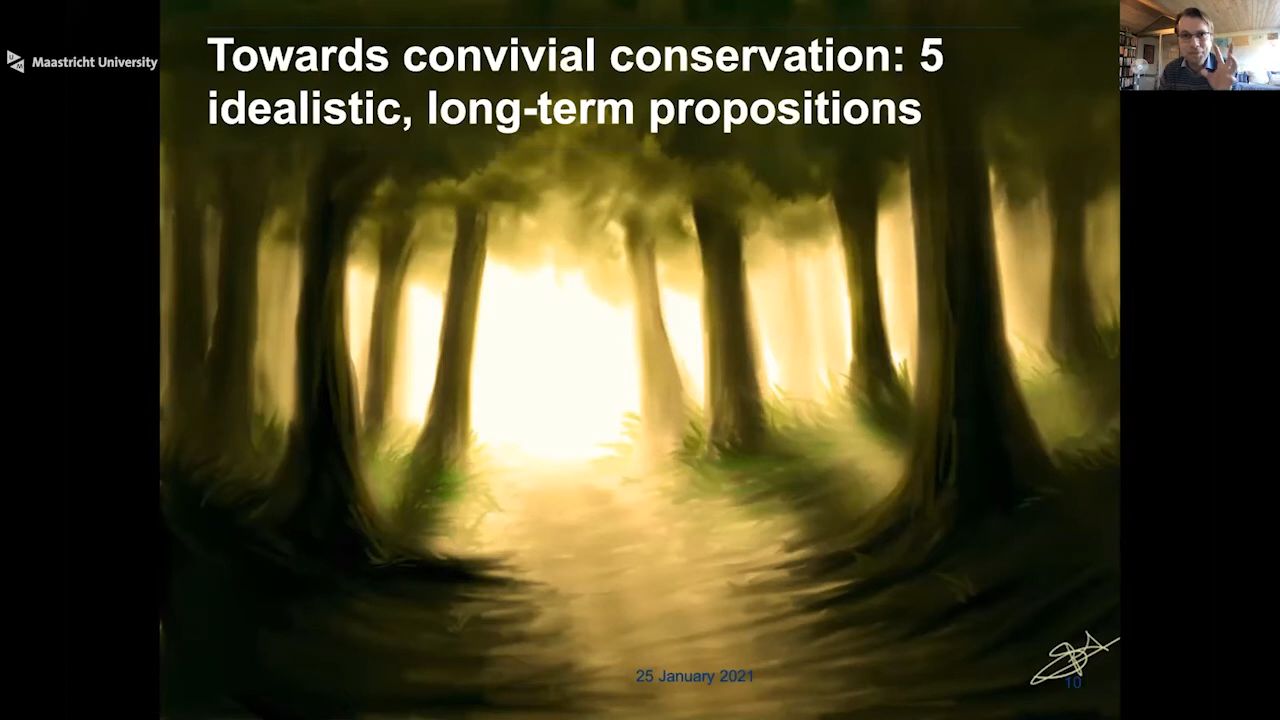 Maastricht University
Towards convivial conservation: 5
idealistic, long-term propositions
25 January 2021
10